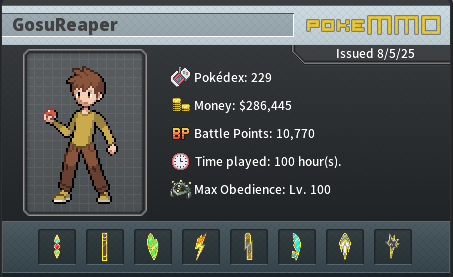 GosuReaper
POKEMMO
Issued 8/5/25
Pokédex: 229
Money: $286,445
BP Battle Points: 10,770
Time played: 100 hour(s).
Max Obedience: Lv. 100